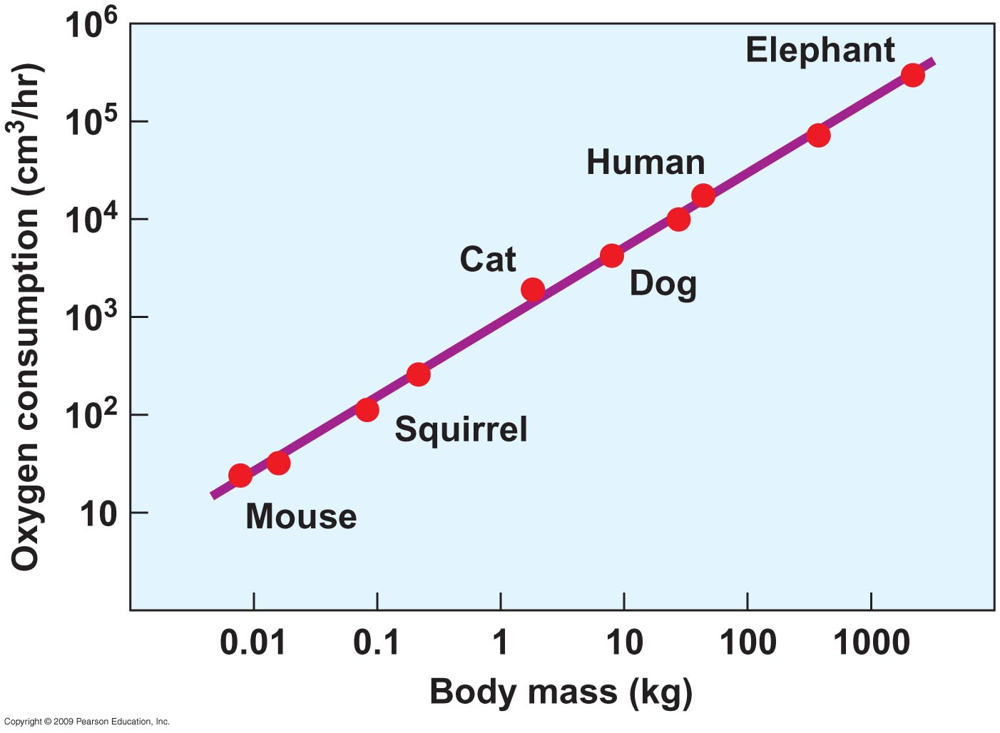 Oxygen consumption (cm³/hr)
10⁶
10⁵
10⁴
10³
10²
10
Elephant
Human
Cat
Dog
Squirrel
Mouse
0.01 0.1 1 10 100 1000
Body mass (kg)
Copyright © 2009 Pearson Education, Inc.